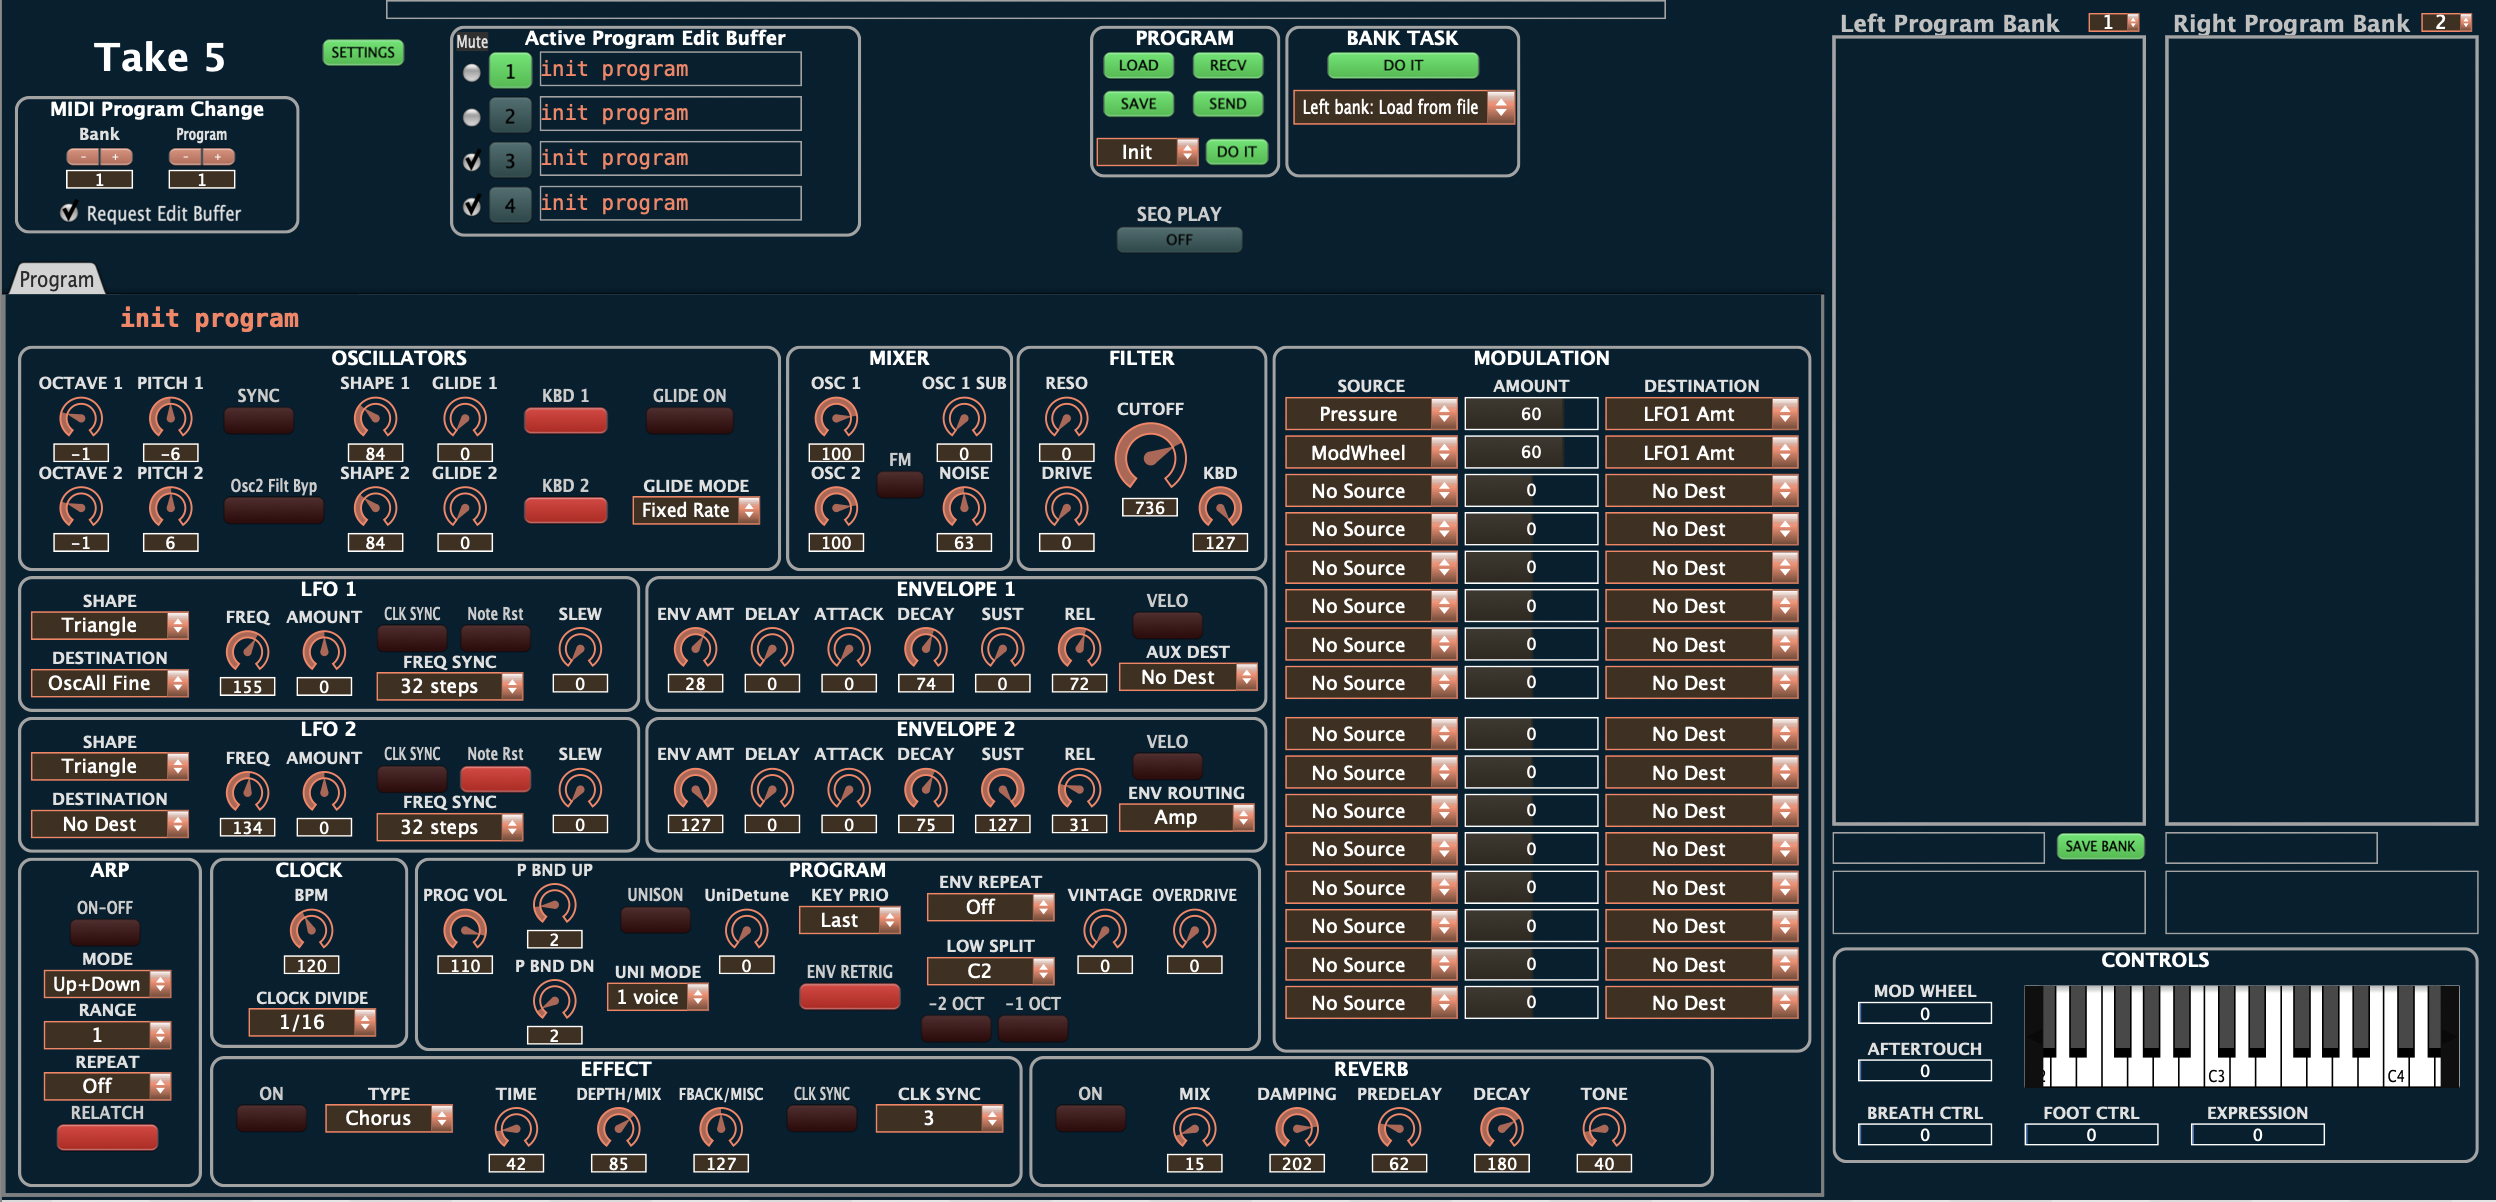 Take 5
SETTINGS
MIDI Program Change
Bank Program
- + - +
1 1
Request Edit Buffer
Mute Active Program Edit Buffer
1 init program
2 init program
3 init program
4 init program
PROGRAM
LOAD RECV
SAVE SEND
Init DO IT
BANK TASK
DO IT
Left bank: Load from file
SEQ PLAY
OFF
Left Program Bank 1
Right Program Bank 2
Program
init program
OSCILLATORS
OCTAVE 1 PITCH 1 SYNC SHAPE 1 GLIDE 1 KBD 1 GLIDE ON
-1 -6 84 0
OCTAVE 2 PITCH 2 Osc2 Filt Byp SHAPE 2 GLIDE 2 KBD 2 GLIDE MODE
Fixed Rate
-1 6 84 0
MIXER
OSC 1 OSC 1 SUB
100 0
OSC 2 FM NOISE
100 63
FILTER
RESO CUTOFF
0
DRIVE KBD
736
0 127
MODULATION
SOURCE AMOUNT DESTINATION
Pressure 60 LFO1 Amt
ModWheel 60 LFO1 Amt
No Source 0 No Dest
No Source 0 No Dest
No Source 0 No Dest
No Source 0 No Dest
No Source 0 No Dest
No Source 0 No Dest
No Source 0 No Dest
No Source 0 No Dest
No Source 0 No Dest
No Source 0 No Dest
No Source 0 No Dest
No Source 0 No Dest
No Source 0 No Dest
No Source 0 No Dest
LFO 1
SHAPE FREQ AMOUNT CLK SYNC Note Rst SLEW
Triangle
DESTINATION FREQ SYNC
OscAll Fine 155 0 32 steps 0
ENVELOPE 1
ENV AMT DELAY ATTACK DECAY SUST REL VELO
AUX DEST
28 0 0 74 0 72 No Dest
LFO 2
SHAPE FREQ AMOUNT CLK SYNC Note Rst SLEW
Triangle
DESTINATION FREQ SYNC
No Dest 134 0 32 steps 0
ENVELOPE 2
ENV AMT DELAY ATTACK DECAY SUST REL VELO
ENV ROUTING
127 0 0 75 127 31 Amp
ARP
ON-OFF
MODE
Up+Down
RANGE
1
REPEAT
Off
RELATCH
CLOCK
BPM
120
CLOCK DIVIDE
1/16
PROGRAM
PROG VOL P BND UP UNISON UniDetune KEY PRIO ENV REPEAT VINTAGE OVERDRIVE
Last Off
110 2 0 0 0
P BND DN UNI MODE ENV RETRIG LOW SPLIT
1 voice C2
2 -2 OCT -1 OCT
EFFECT
ON TYPE TIME DEPTH/MIX FBACK/MISC CLK SYNC CLK SYNC
Chorus 3
42 85 127
REVERB
ON MIX DAMPING PREDELAY DECAY TONE
15 202 62 180 40
SAVE BANK
CONTROLS
MOD WHEEL
0
AFTERTOUCH
0
C3 C4
BREATH CTRL FOOT CTRL EXPRESSION
0 0 0